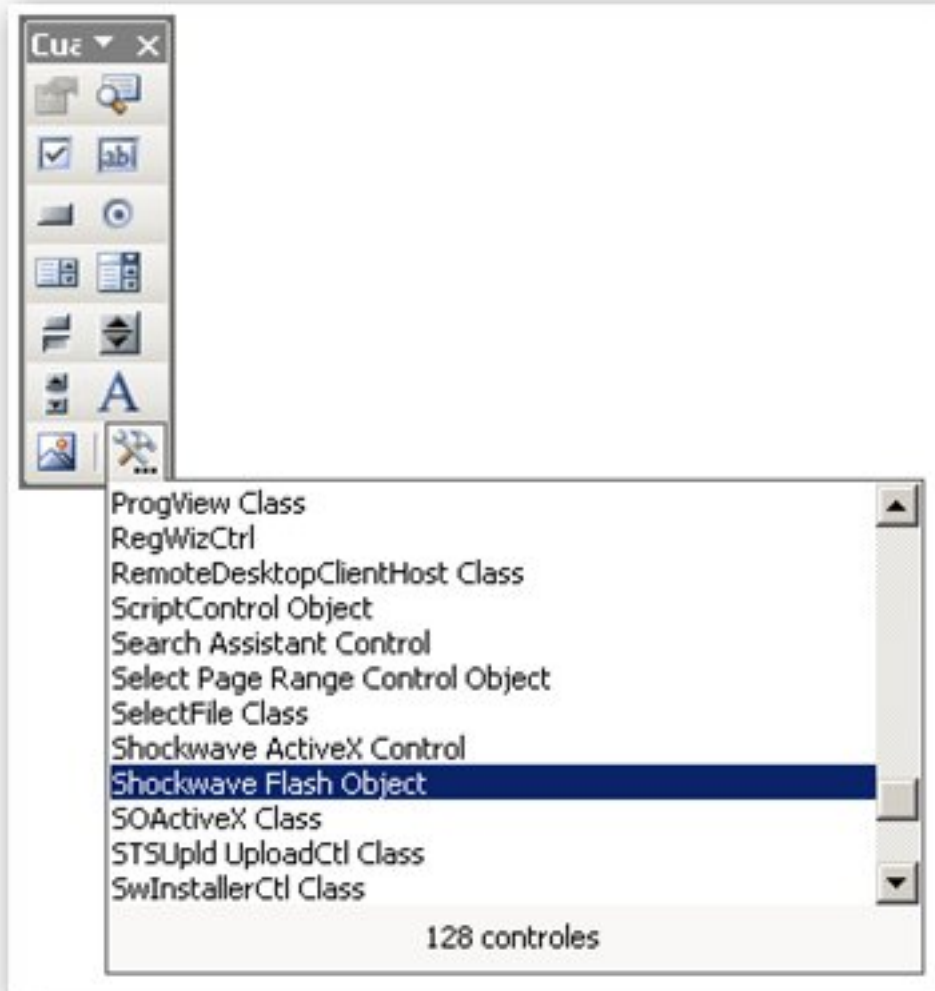 Cua
abl
A
ProgView Class
RegWizCtrl
RemoteDesktopClientHost Class
ScriptControl Object
Search Assistant Control
Select Page Range Control Object
SelectFile Class
Shockwave ActiveX Control
Shockwave Flash Object
SOActiveX Class
STSUpld UploadCtl Class
SwInstallerCtl Class
128 controles